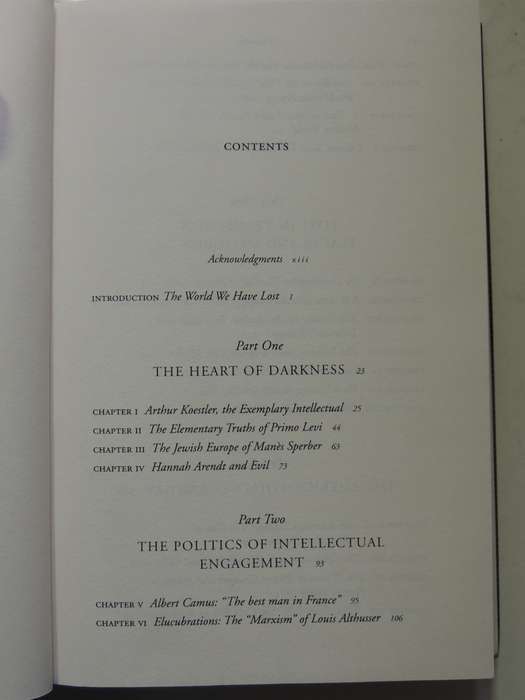 CONTENTS
Acknowledgments xiii
INTRODUCTION The World We Have Lost 1
Part One
THE HEART OF DARKNESS 23
CHAPTER I Arthur Koestler, the Exemplary Intellectual 25
CHAPTER II The Elementary Truths of Primo Levi 44
CHAPTER III The Jewish Europe of Manès Sperber 63
CHAPTER IV Hannah Arendt and Evil 73
Part Two
THE POLITICS OF INTELLECTUAL
ENGAGEMENT 93
CHAPTER V Albert Camus: "The best man in France" 95
CHAPTER VI Elucubrations: The "Marxism" of Louis Althusser 106